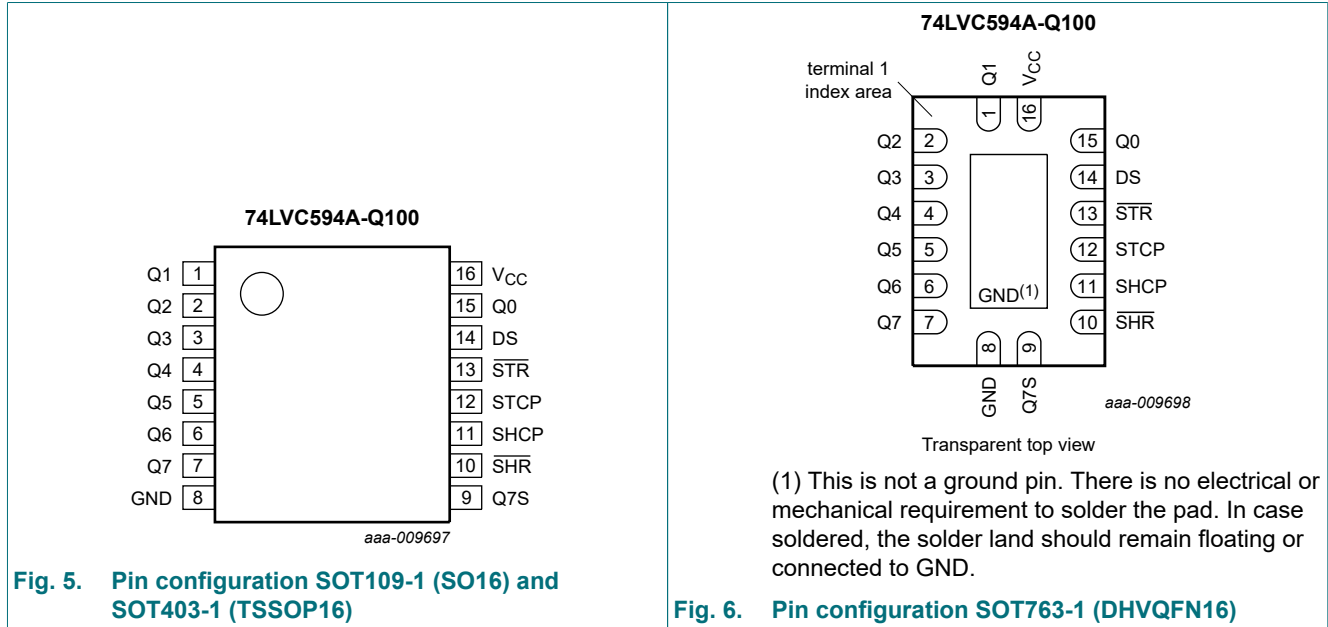 74LVC594A-Q100
Q1 1
Q2 2
Q3 3
Q4 4
Q5 5
Q6 6
Q7 7
GND 8
16 VCC
15 Q0
14 DS
13 S̅T̅R̅
12 STCP
11 SHCP
10 S̅H̅R̅
9 Q7S
aaa-009697
Fig. 5. Pin configuration SOT109-1 (SO16) and
SOT403-1 (TSSOP16)
74LVC594A-Q100
terminal 1
index area
Q1 VCC
1 16
Q2 2
Q3 3
Q4 4
Q5 5
Q6 6
Q7 7
15 Q0
14 DS
13 S̅T̅R̅
12 STCP
11 SHCP
10 S̅H̅R̅
GND(1)
8 9
GND Q7S
aaa-009698
Transparent top view
(1) This is not a ground pin. There is no electrical or
mechanical requirement to solder the pad. In case
soldered, the solder land should remain floating or
connected to GND.
Fig. 6. Pin configuration SOT763-1 (DHVQFN16)